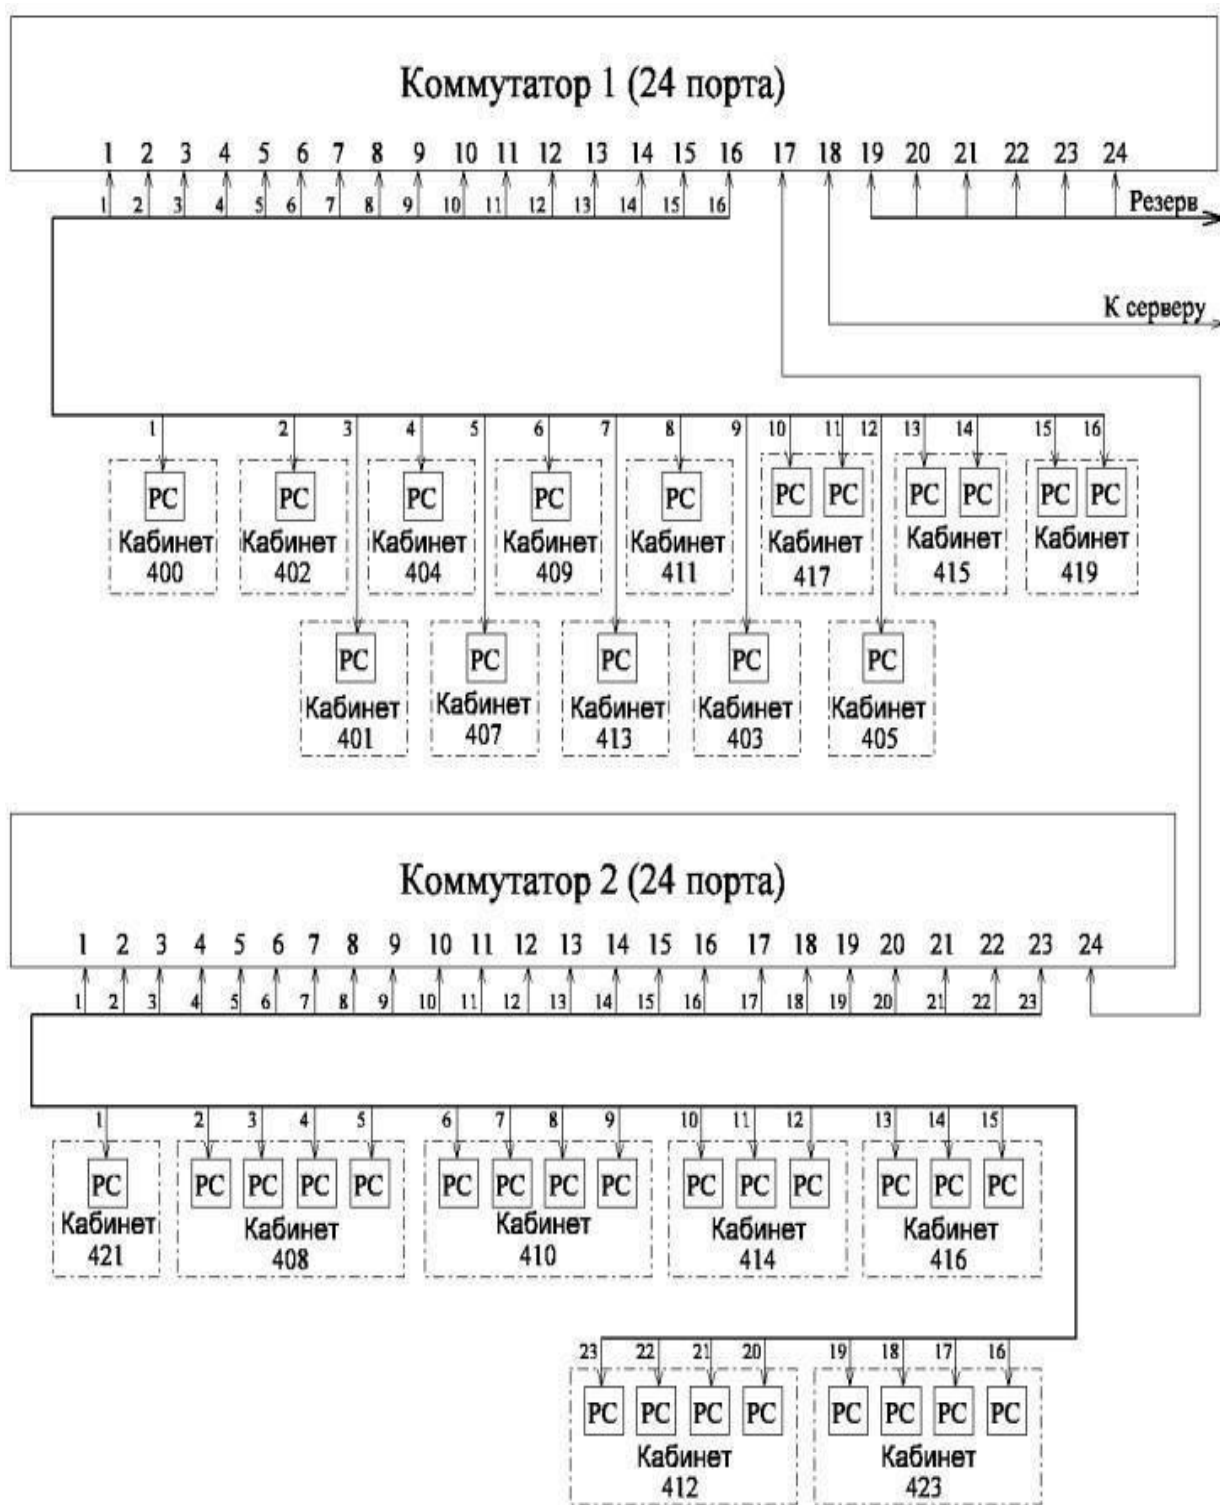 Коммутатор 1 (24 порта)
1 2 3 4 5 6 7 8 9 10 11 12 13 14 15 16 17 18 19 20 21 22 23 24
1 2 3 4 5 6 7 8 9 10 11 12 13 14 15 16
Резерв
К серверу
1 2 3 4 5 6 7 8 9 10 11 12 13 14 15 16
PC PC PC PC PC PC PC PC PC PC PC
Кабинет Кабинет Кабинет Кабинет Кабинет Кабинет Кабинет Кабинет
400 402 404 409 411 417 415 419
PC PC PC PC PC
Кабинет Кабинет Кабинет Кабинет Кабинет
401 407 413 403 405
Коммутатор 2 (24 порта)
1 2 3 4 5 6 7 8 9 10 11 12 13 14 15 16 17 18 19 20 21 22 23 24
1 2 3 4 5 6 7 8 9 10 11 12 13 14 15 16 17 18 19 20 21 22 23
1 2 3 4 5 6 7 8 9 10 11 12 13 14 15
PC PC PC PC PC PC PC PC PC PC PC PC PC PC PC
Кабинет Кабинет Кабинет Кабинет Кабинет
421 408 410 414 416
23 22 21 20 19 18 17 16
PC PC PC PC PC PC PC PC
Кабинет Кабинет
412 423